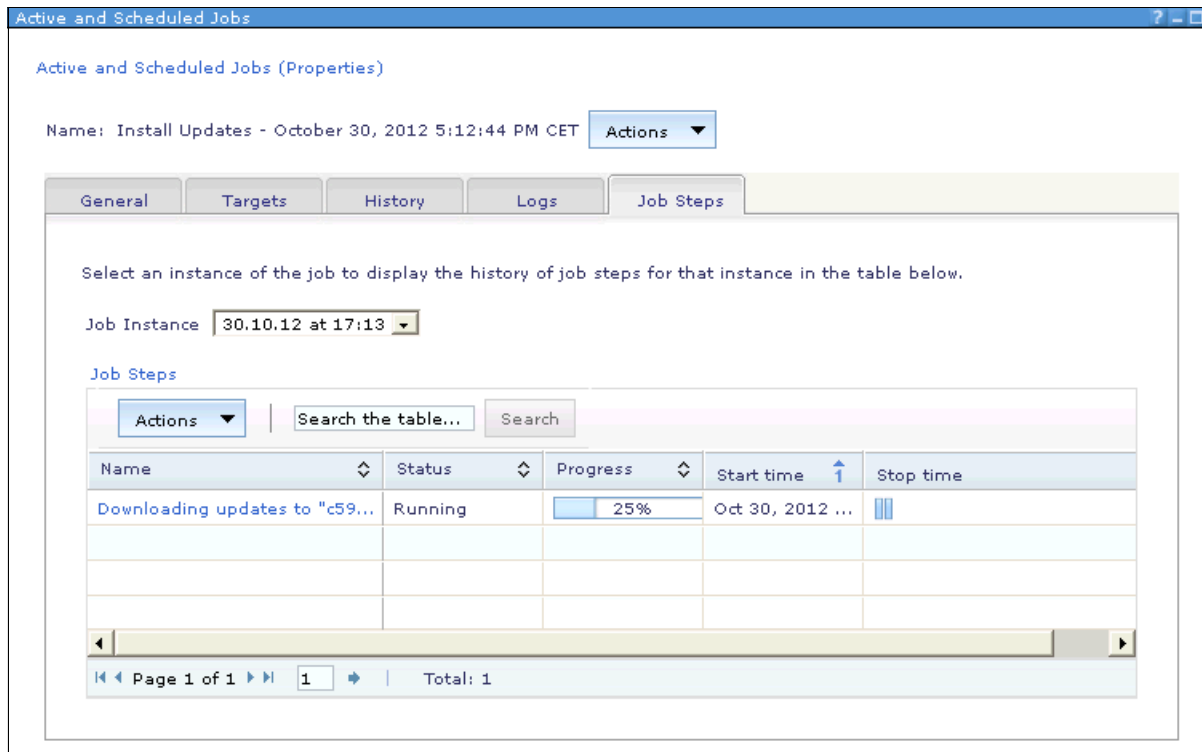 Active and Scheduled Jobs ?
Active and Scheduled Jobs (Properties)
Name: Install Updates - October 30, 2012 5:12:44 PM CET Actions
General Targets History Logs Job Steps
Select an instance of the job to display the history of job steps for that instance in the table below.
Job Instance 30.10.12 at 17:13
Job Steps
Actions Search the table... Search
Name Status Progress Start time 1 Stop time
Downloading updates to "c59... Running 25% Oct 30, 2012 ...
Page 1 of 1 1 Total: 1